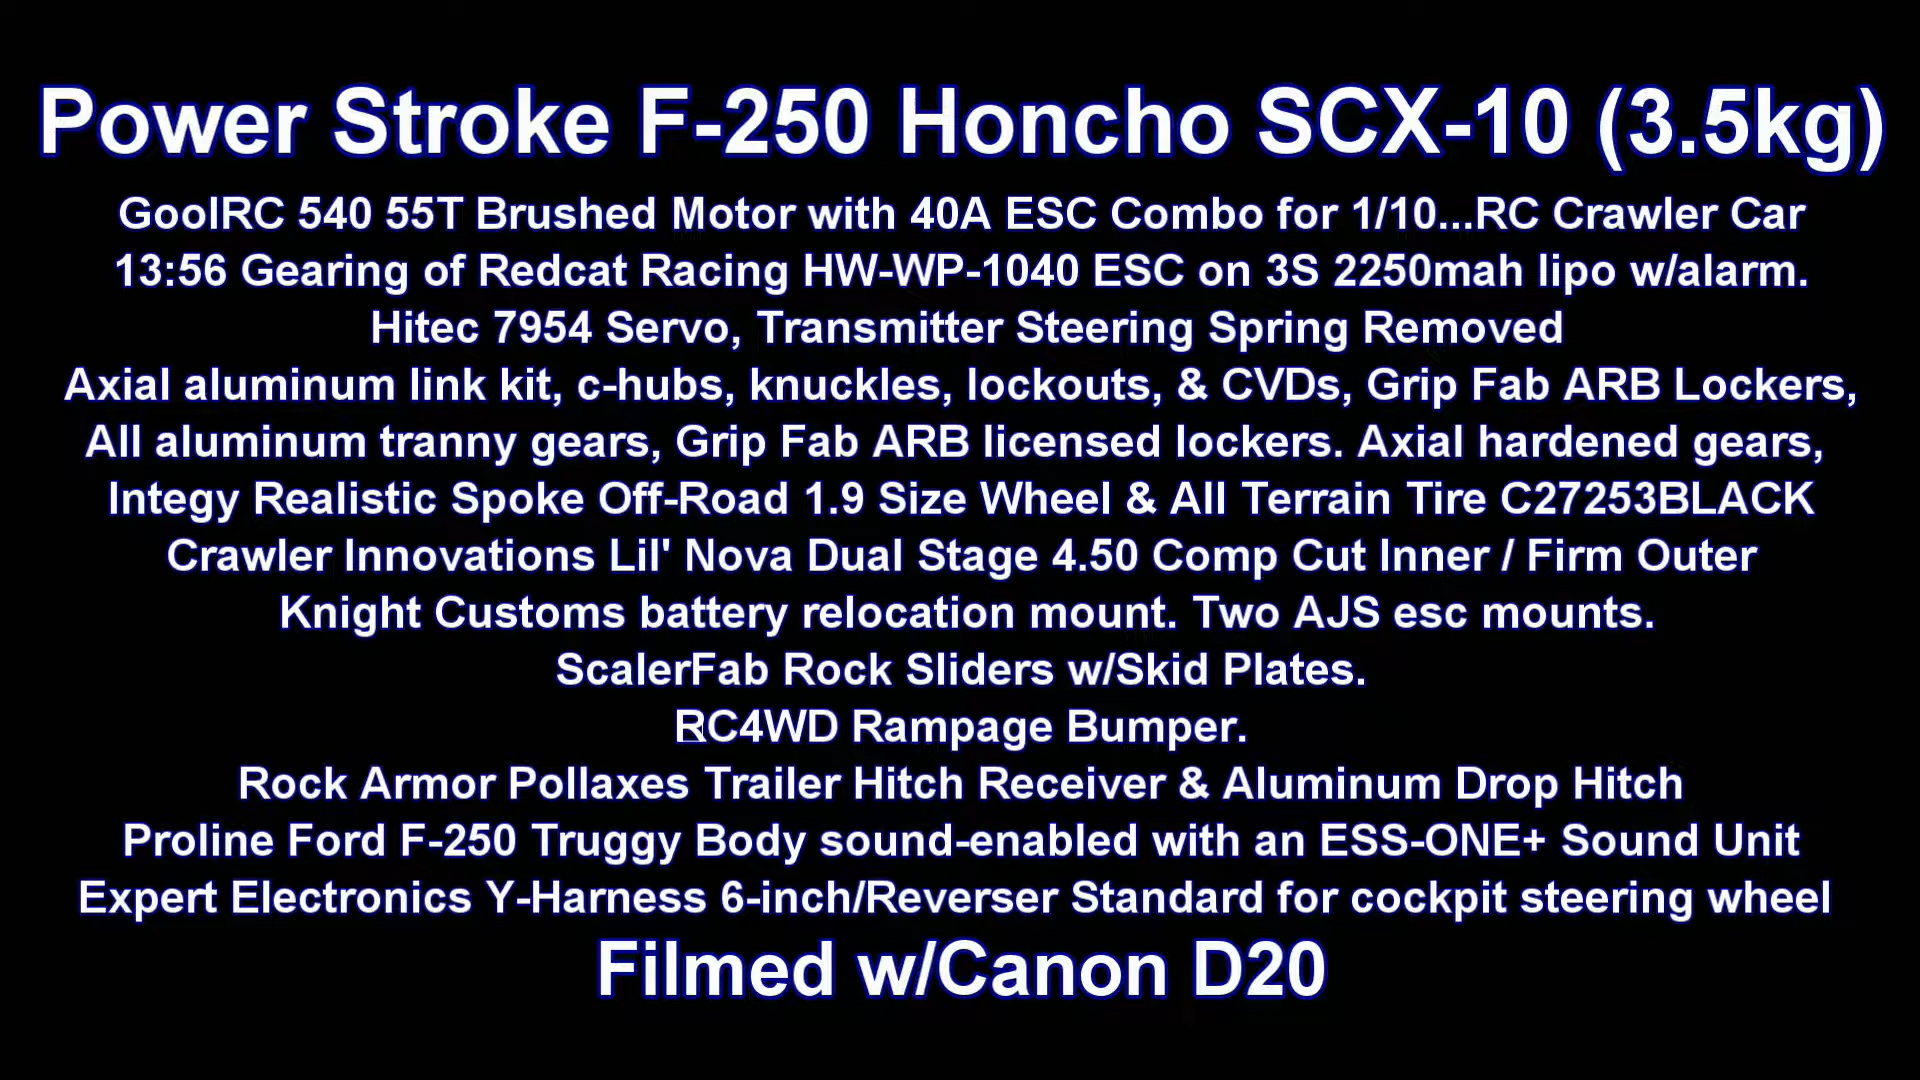 Power Stroke F-250 Honcho SCX-10 (3.5kg)
GoolRC 540 55T Brushed Motor with 40A ESC Combo for 1/10...RC Crawler Car
13:56 Gearing of Redcat Racing HW-WP-1040 ESC on 3S 2250mah lipo w/alarm.
Hitec 7954 Servo, Transmitter Steering Spring Removed
Axial aluminum link kit, c-hubs, knuckles, lockouts, & CVDs, Grip Fab ARB Lockers,
All aluminum tranny gears, Grip Fab ARB licensed lockers. Axial hardened gears,
Integy Realistic Spoke Off-Road 1.9 Size Wheel & All Terrain Tire C27253BLACK
Crawler Innovations Lil' Nova Dual Stage 4.50 Comp Cut Inner / Firm Outer
Knight Customs battery relocation mount. Two AJS esc mounts.
ScalerFab Rock Sliders w/Skid Plates.
RC4WD Rampage Bumper.
Rock Armor Pollaxes Trailer Hitch Receiver & Aluminum Drop Hitch
Proline Ford F-250 Truggy Body sound-enabled with an ESS-ONE+ Sound Unit
Expert Electronics Y-Harness 6-inch/Reverser Standard for cockpit steering wheel
Filmed w/Canon D20